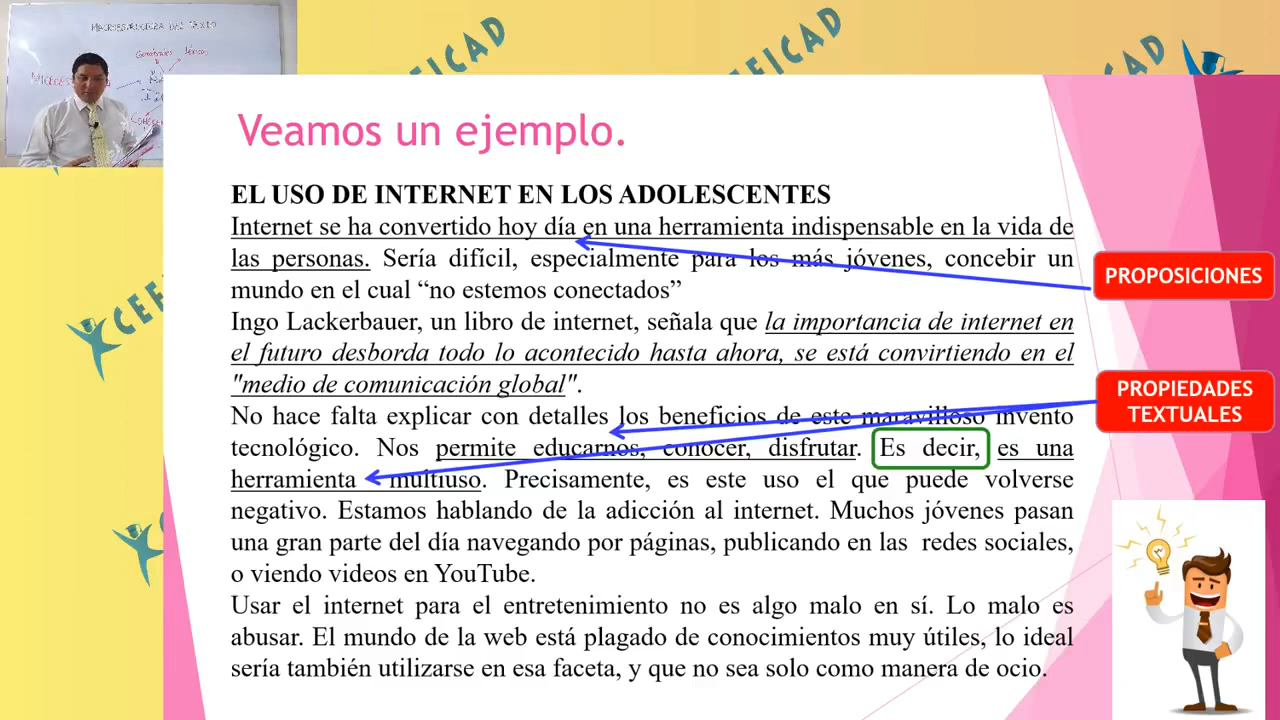 MACROESTRUCTURA DEL TEXTO
CEFICAD
CEFICAD
Veamos un ejemplo.
EL USO DE INTERNET EN LOS ADOLESCENTES
Internet se ha convertido hoy día en una herramienta indispensable en la vida de
las personas. Sería difícil, especialmente para los más jóvenes, concebir un
mundo en el cual “no estemos conectados”
Ingo Lackerbauer, un libro de internet, señala que la importancia de internet en
el futuro desborda todo lo acontecido hasta ahora, se está convirtiendo en el
"medio de comunicación global".
No hace falta explicar con detalles los beneficios de este maravilloso invento
tecnológico. Nos permite educarnos, conocer, disfrutar. Es decir, es una
herramienta multiuso. Precisamente, es este uso el que puede volverse
negativo. Estamos hablando de la adicción al internet. Muchos jóvenes pasan
una gran parte del día navegando por páginas, publicando en las redes sociales,
o viendo videos en YouTube.
Usar el internet para el entretenimiento no es algo malo en sí. Lo malo es
abusar. El mundo de la web está plagado de conocimientos muy útiles, lo ideal
sería también utilizarse en esa faceta, y que no sea solo como manera de ocio.
PROPOSICIONES
PROPIEDADES
TEXTUALES